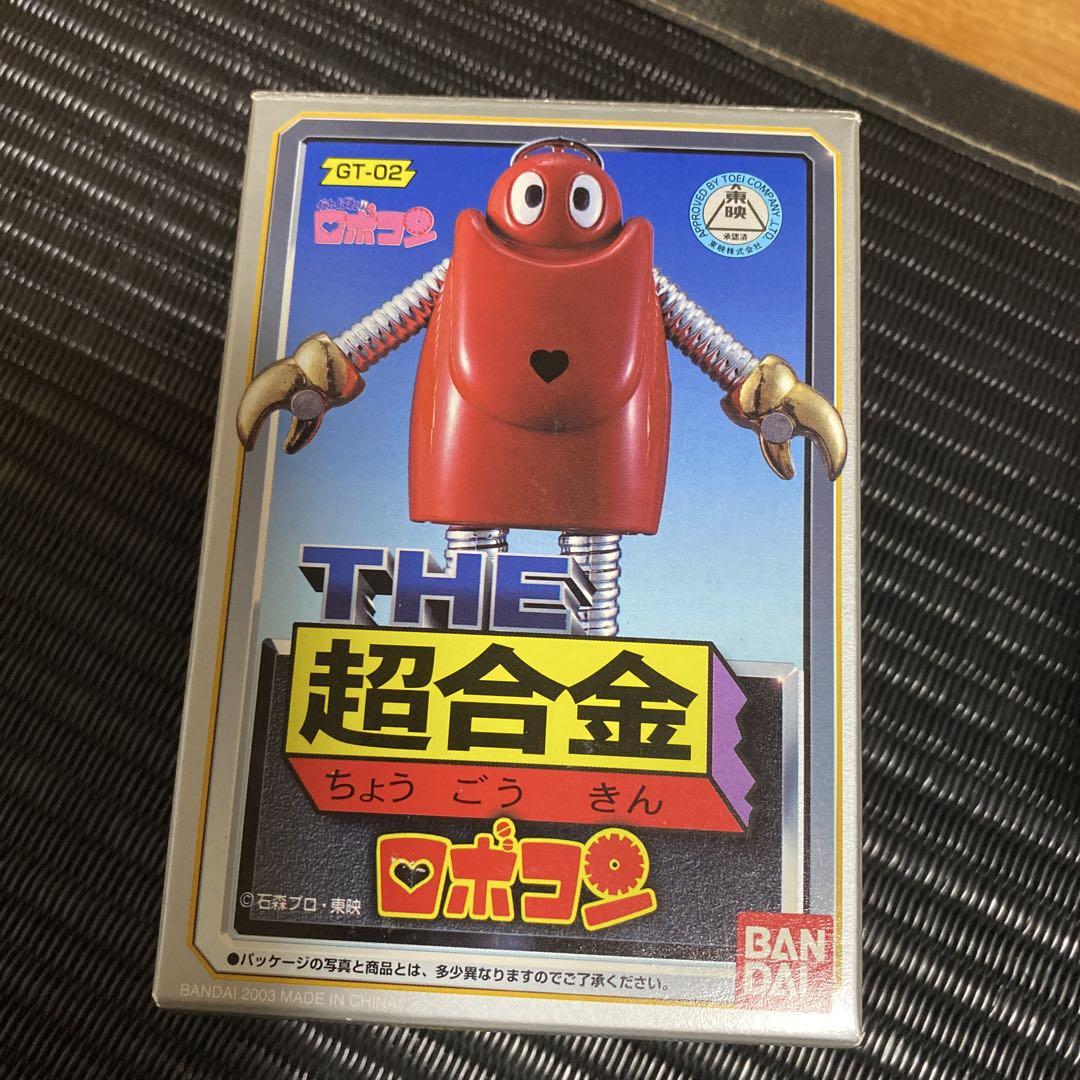 GT-02
がんばれ!!
ロボコン
APPROVED BY TOEI COMPANY, LTD.
東映
承認済
東映株式会社
THE
超合金
ちょう ごう きん
ロボコン
©石森プロ・東映
BAN
DAI
●パッケージの写真と商品とは、多少異なりますのでご了承ください。
BANDAI 2003 MADE IN CHINA